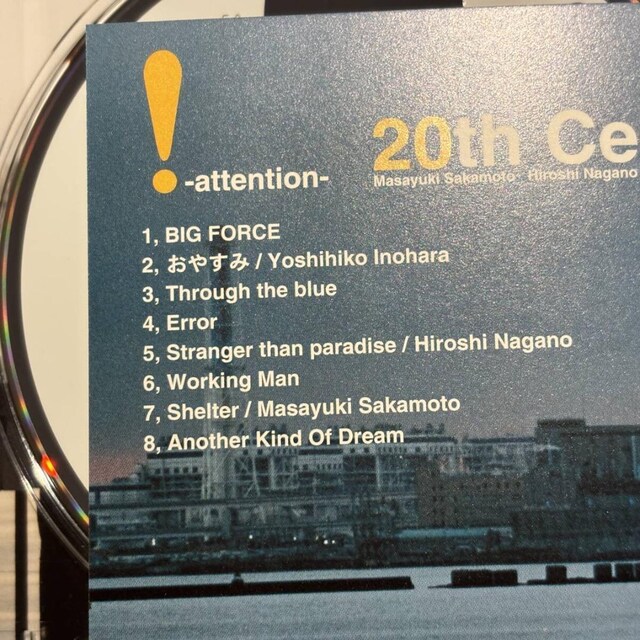 !
-attention-
20th Ce
Masayuki Sakamoto Hiroshi Nagano
1, BIG FORCE
2, おやすみ / Yoshihiko Inohara
3, Through the blue
4, Error
5, Stranger than paradise / Hiroshi Nagano
6, Working Man
7, Shelter / Masayuki Sakamoto
8, Another Kind Of Dream